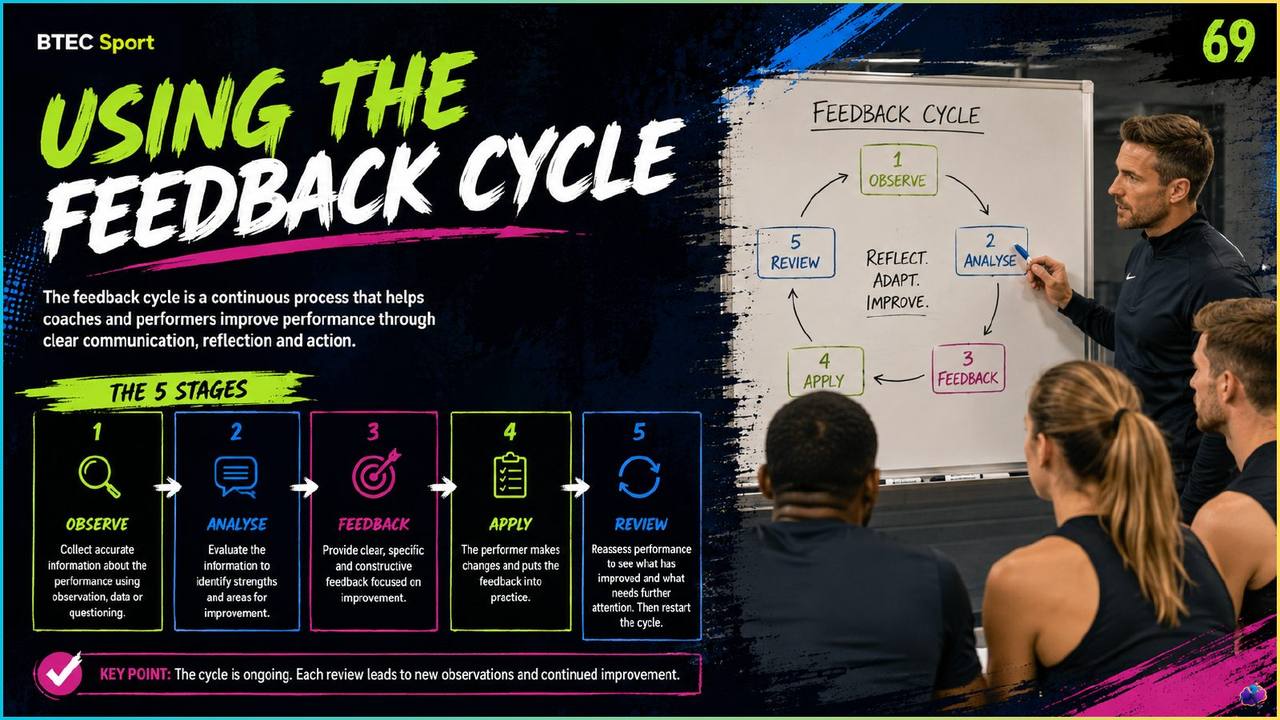 BTEC Sport
69
USING THE
FEEDBACK CYCLE
The feedback cycle is a continuous process that helps
coaches and performers improve performance through
clear communication, reflection and action.
THE 5 STAGES
1
OBSERVE
Collect accurate
information about the
performance using
observation, data or
questioning.
2
ANALYSE
Evaluate the
information to
identify strengths
and areas for
improvement.
3
FEEDBACK
Provide clear, specific
and constructive
feedback focused on
improvement.
4
APPLY
The performer makes
changes and puts the
feedback into
practice.
5
REVIEW
Reassess performance
to see what has
improved and what
needs further
attention. Then restart
the cycle.
KEY POINT: The cycle is ongoing. Each review leads to new observations and continued improvement.
FEEDBACK CYCLE
1
OBSERVE
2
ANALYSE
3
FEEDBACK
4
APPLY
5
REVIEW
REFLECT.
ADAPT.
IMPROVE.